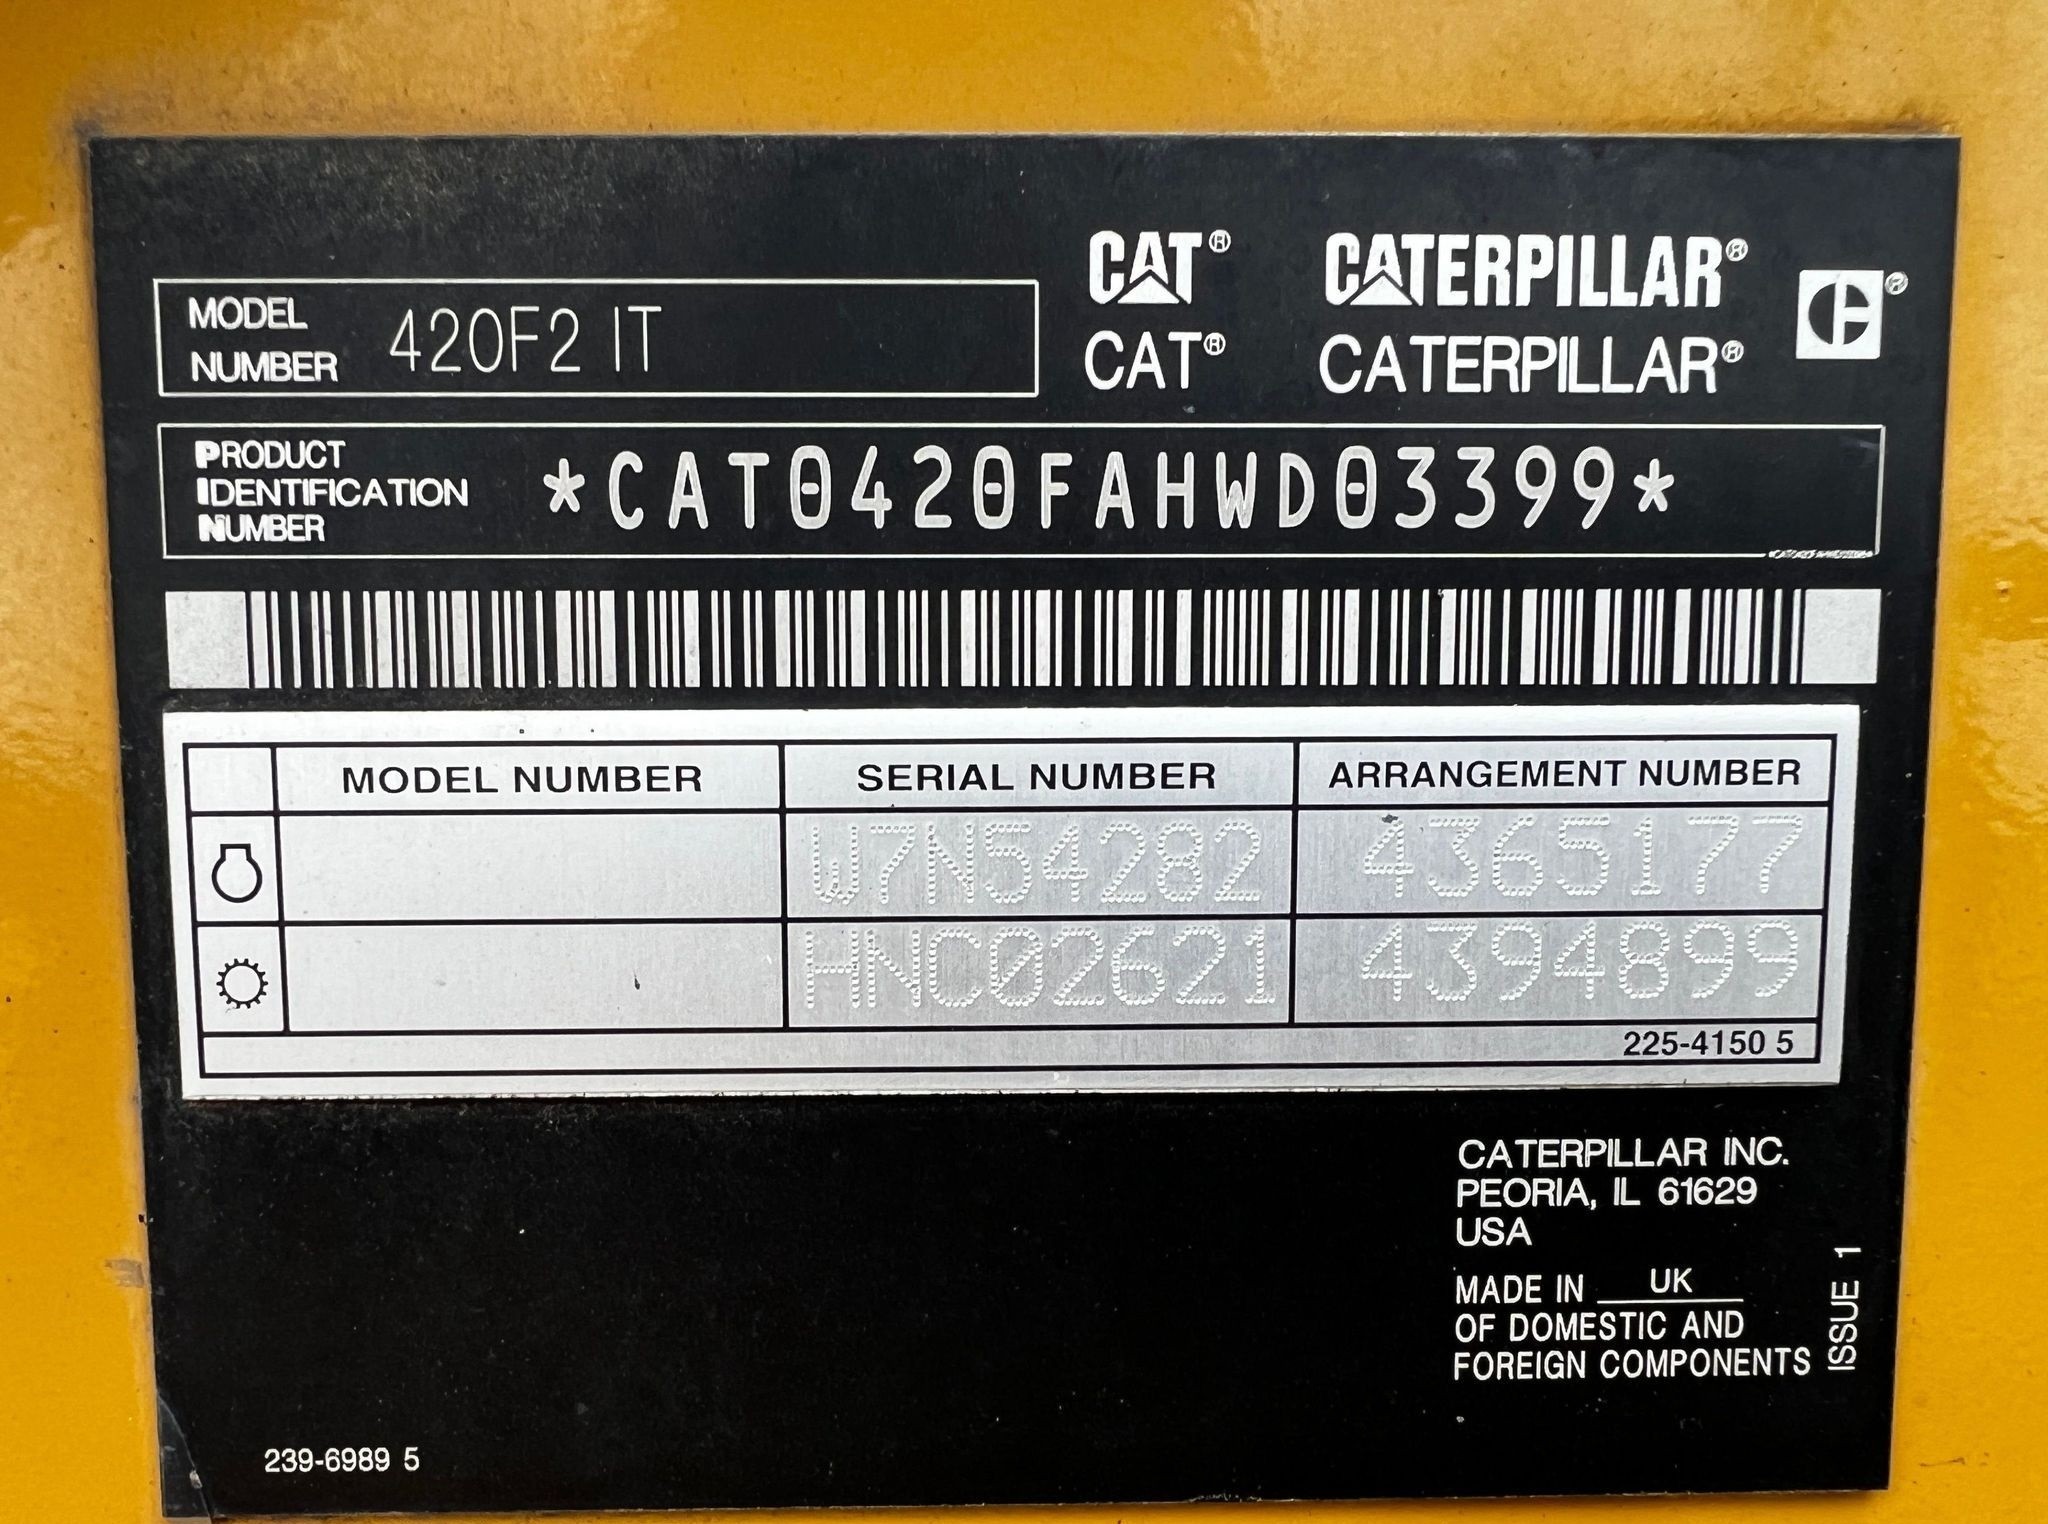 CAT® CATERPILLAR®
MODEL NUMBER 420F2 IT
CAT® CATERPILLAR®
PRODUCT
IDENTIFICATION
NUMBER
*CAT0420FAHWD03399*
MODEL NUMBER SERIAL NUMBER ARRANGEMENT NUMBER
W7N54282 4365177
HNC02621 4394899
225-4150 5
CATERPILLAR INC.
PEORIA, IL 61629
USA
MADE IN UK
OF DOMESTIC AND
FOREIGN COMPONENTS
ISSUE 1
239-6989 5